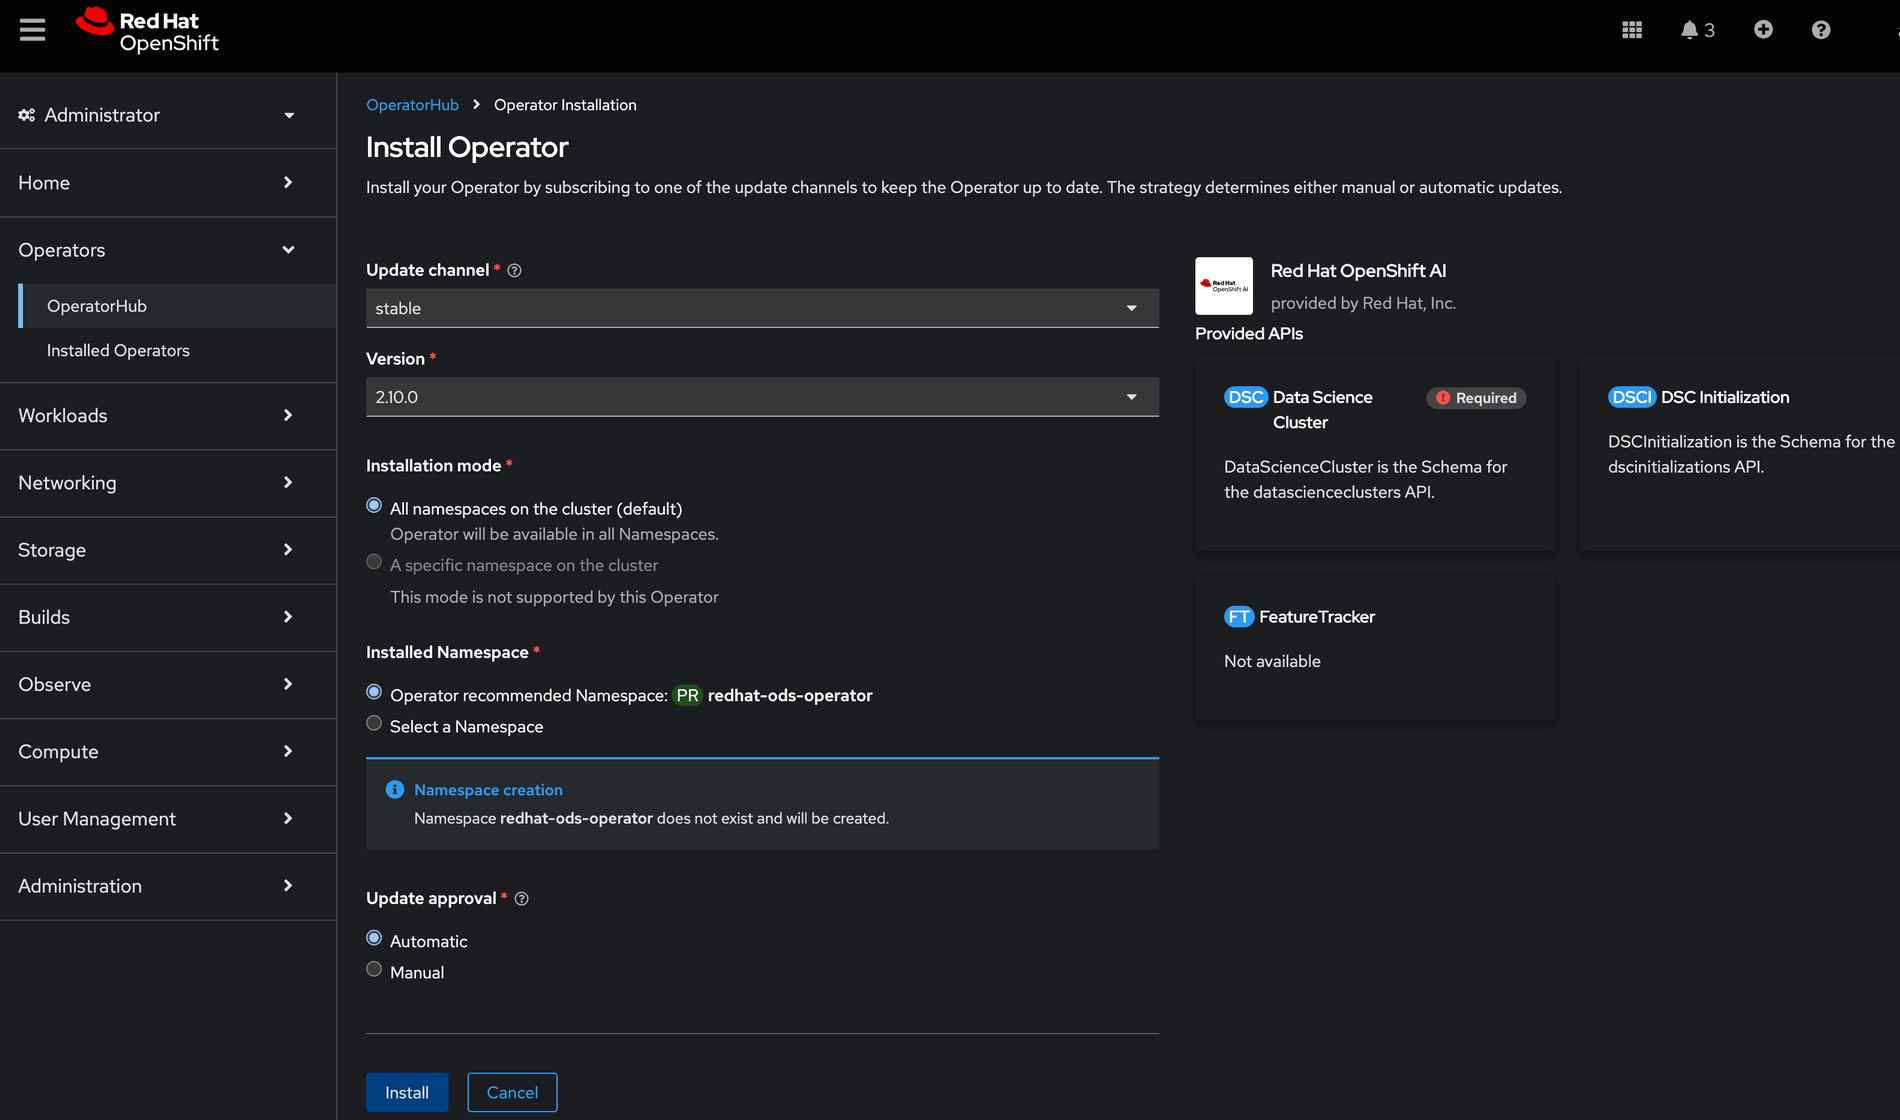 Red Hat
OpenShift
3
Administrator
Home
Operators
OperatorHub
Installed Operators
Workloads
Networking
Storage
Builds
Observe
Compute
User Management
Administration
OperatorHub > Operator Installation
Install Operator
Install your Operator by subscribing to one of the update channels to keep the Operator up to date. The strategy determines either manual or automatic updates.
Update channel *
stable
Version *
2.10.0
Installation mode *
All namespaces on the cluster (default)
Operator will be available in all Namespaces.
A specific namespace on the cluster
This mode is not supported by this Operator
Installed Namespace *
Operator recommended Namespace: PR redhat-ods-operator
Select a Namespace
Namespace creation
Namespace redhat-ods-operator does not exist and will be created.
Update approval *
Automatic
Manual
Install
Cancel
Red Hat
OpenShift AI
Red Hat OpenShift AI
provided by Red Hat, Inc.
Provided APIs
DSC Data Science
Cluster
Required
DataScienceCluster is the Schema for
the datascienceclusters API.
DSCI DSC Initialization
DSCInitialization is the Schema for the
dscinitializations API.
FT FeatureTracker
Not available